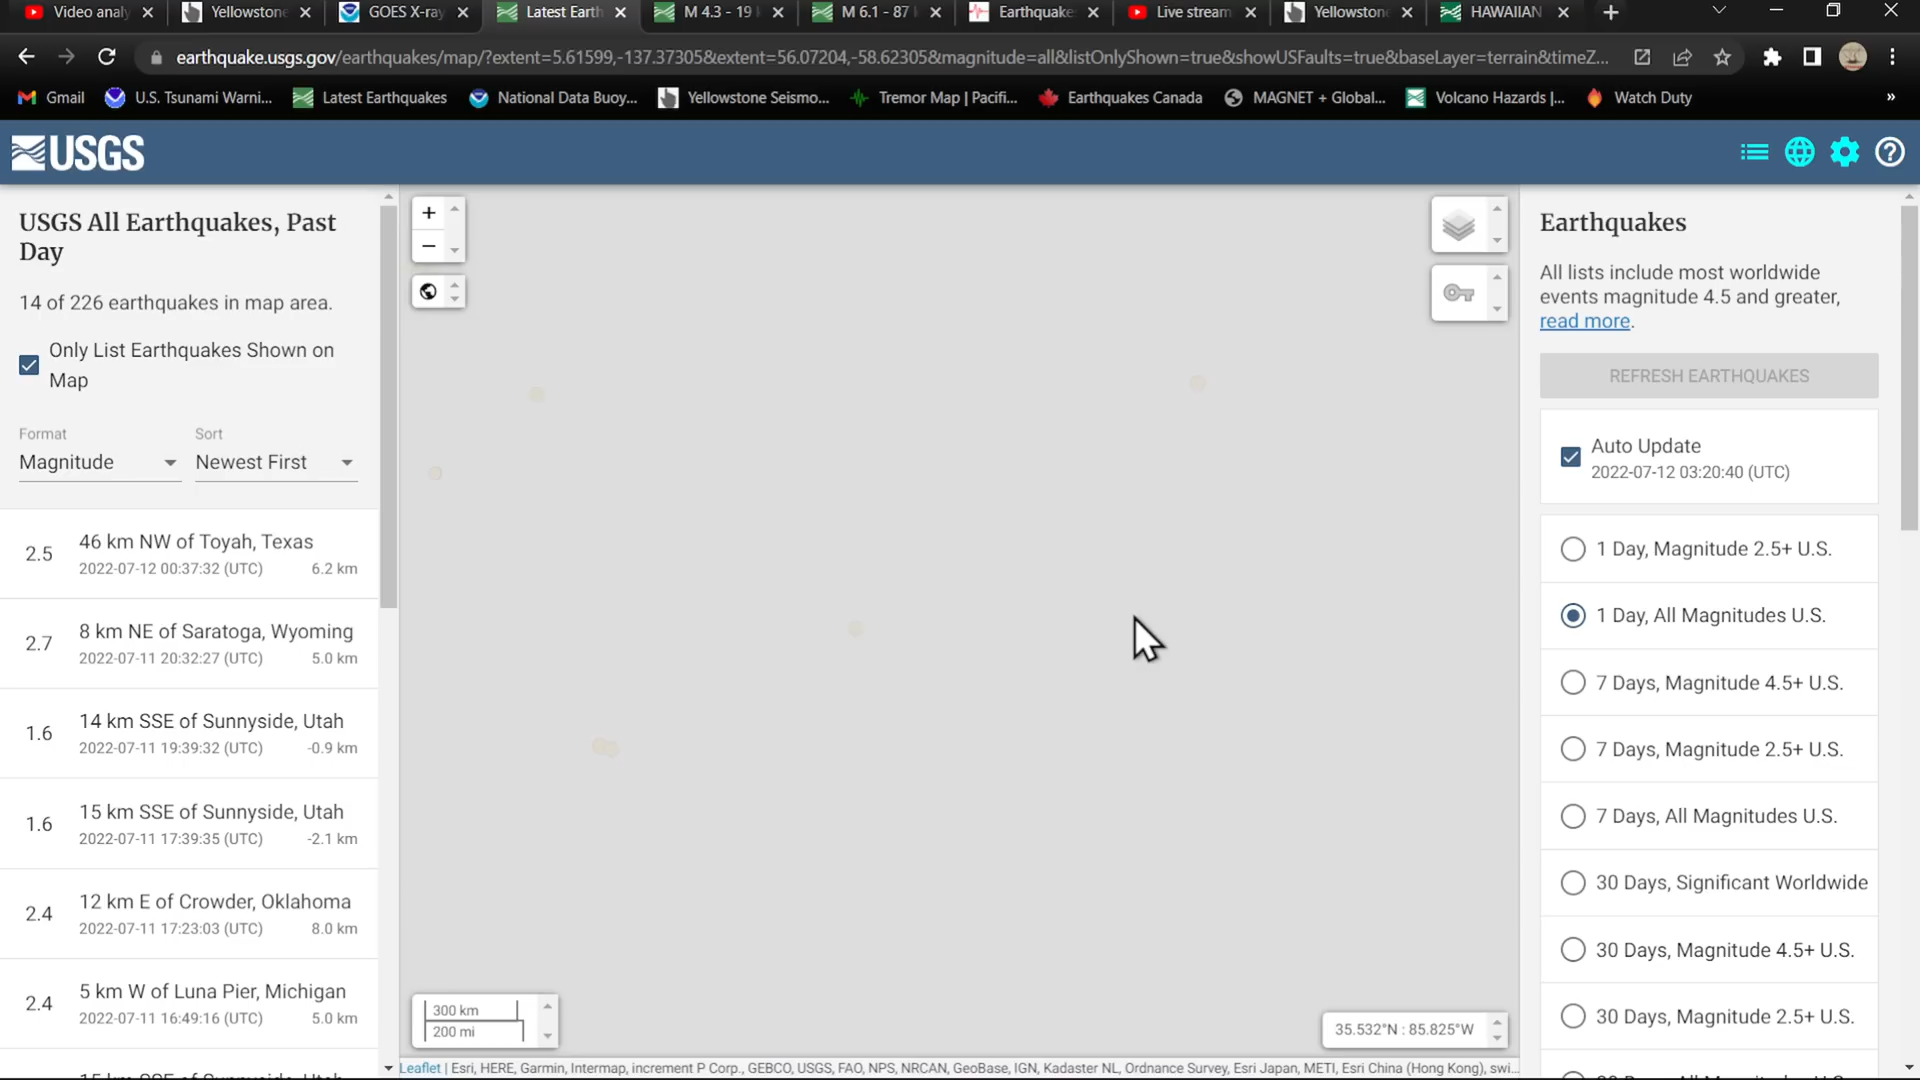 Video analy
Yellowstone
GOES X-ray
Latest Earth
M 4.3 - 19
M 6.1 - 87
Earthquake
Live stream
Yellowstone
HAWAIIAN
earthquake.usgs.gov/earthquakes/map/?extent=5.61599,-137.37305&extent=56.07204,-58.62305&magnitude=all&listOnlyShown=true&showUSFaults=true&baseLayer=terrain&timeZ...
Gmail
U.S. Tsunami Warni...
Latest Earthquakes
National Data Buoy...
Yellowstone Seismo...
Tremor Map | Pacifi...
Earthquakes Canada
MAGNET + Global...
Volcano Hazards |...
Watch Duty
»
USGS
USGS All Earthquakes, Past
Day
14 of 226 earthquakes in map area.
Only List Earthquakes Shown on
Map
Format
Sort
Magnitude
Newest First
2.5
46 km NW of Toyah, Texas
2022-07-12 00:37:32 (UTC)
6.2 km
2.7
8 km NE of Saratoga, Wyoming
2022-07-11 20:32:27 (UTC)
5.0 km
1.6
14 km SSE of Sunnyside, Utah
2022-07-11 19:39:32 (UTC)
-0.9 km
1.6
15 km SSE of Sunnyside, Utah
2022-07-11 17:39:35 (UTC)
-2.1 km
2.4
12 km E of Crowder, Oklahoma
2022-07-11 17:23:03 (UTC)
8.0 km
2.4
5 km W of Luna Pier, Michigan
2022-07-11 16:49:16 (UTC)
5.0 km
15 km SSE of Sunnyside, Utah
+
−
300 km
200 mi
35.532°N : 85.825°W
Leaflet | Esri, HERE, Garmin, Intermap, increment P Corp., GEBCO, USGS, FAO, NPS, NRCAN, GeoBase, IGN, Kadaster NL, Ordnance Survey, Esri Japan, METI, Esri China (Hong Kong), swi...
Earthquakes
All lists include most worldwide
events magnitude 4.5 and greater,
read more.
REFRESH EARTHQUAKES
Auto Update
2022-07-12 03:20:40 (UTC)
1 Day, Magnitude 2.5+ U.S.
1 Day, All Magnitudes U.S.
7 Days, Magnitude 4.5+ U.S.
7 Days, Magnitude 2.5+ U.S.
7 Days, All Magnitudes U.S.
30 Days, Significant Worldwide
30 Days, Magnitude 4.5+ U.S.
30 Days, Magnitude 2.5+ U.S.